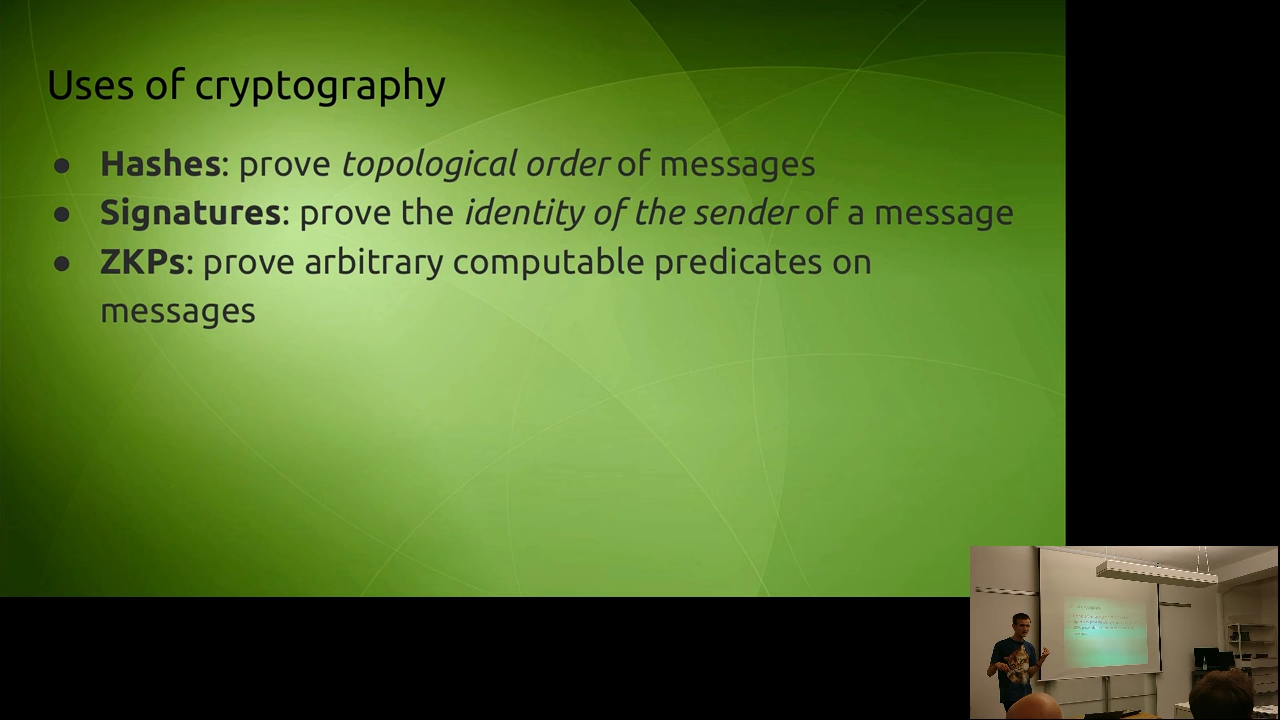 Uses of cryptography
● Hashes: prove topological order of messages
● Signatures: prove the identity of the sender of a message
● ZKPs: prove arbitrary computable predicates on
messages